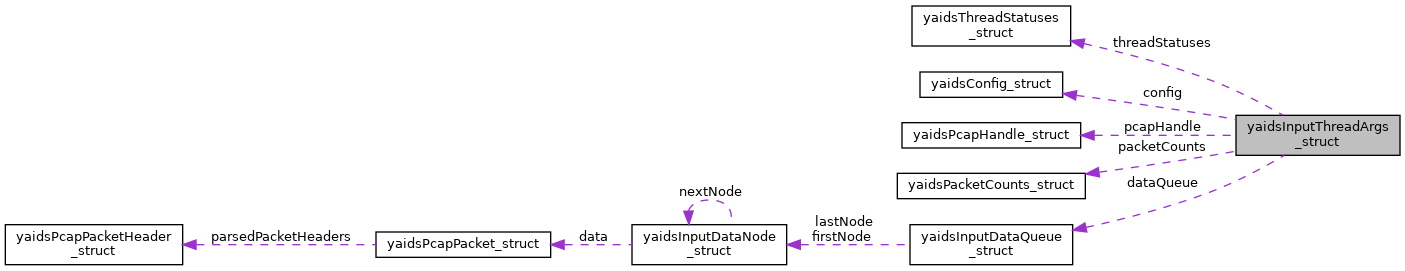 yaidsThreadStatuses
_struct
threadStatuses
yaidsConfig_struct
config
yaidsInputThreadArgs
_struct
yaidsPcapHandle_struct
pcapHandle
packetCounts
yaidsPacketCounts_struct
dataQueue
nextNode
lastNode
firstNode
yaidsPcapPacketHeader
_struct
parsedPacketHeaders
yaidsPcapPacket_struct
data
yaidsInputDataNode
_struct
yaidsInputDataQueue
_struct